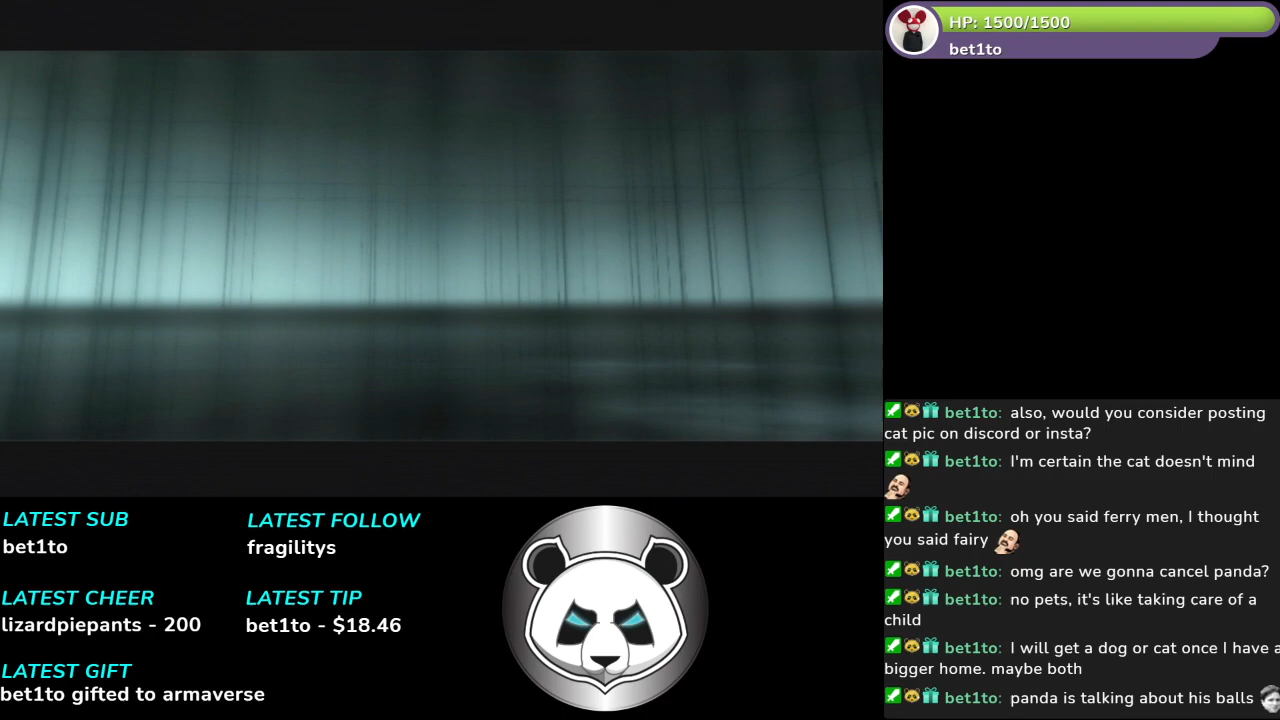 HP: 1500/1500
bet1to
bet1to: also, would you consider posting
cat pic on discord or insta?
bet1to: I'm certain the cat doesn't mind
bet1to: oh you said ferry men, I thought
you said fairy
bet1to: omg are we gonna cancel panda?
bet1to: no pets, it's like taking care of a
child
bet1to: I will get a dog or cat once I have a
bigger home. maybe both
bet1to: panda is talking about his balls
LATEST SUB
bet1to
LATEST FOLLOW
fragilitys
LATEST CHEER
lizardpiepants - 200
LATEST TIP
bet1to - $18.46
LATEST GIFT
bet1to gifted to armaverse